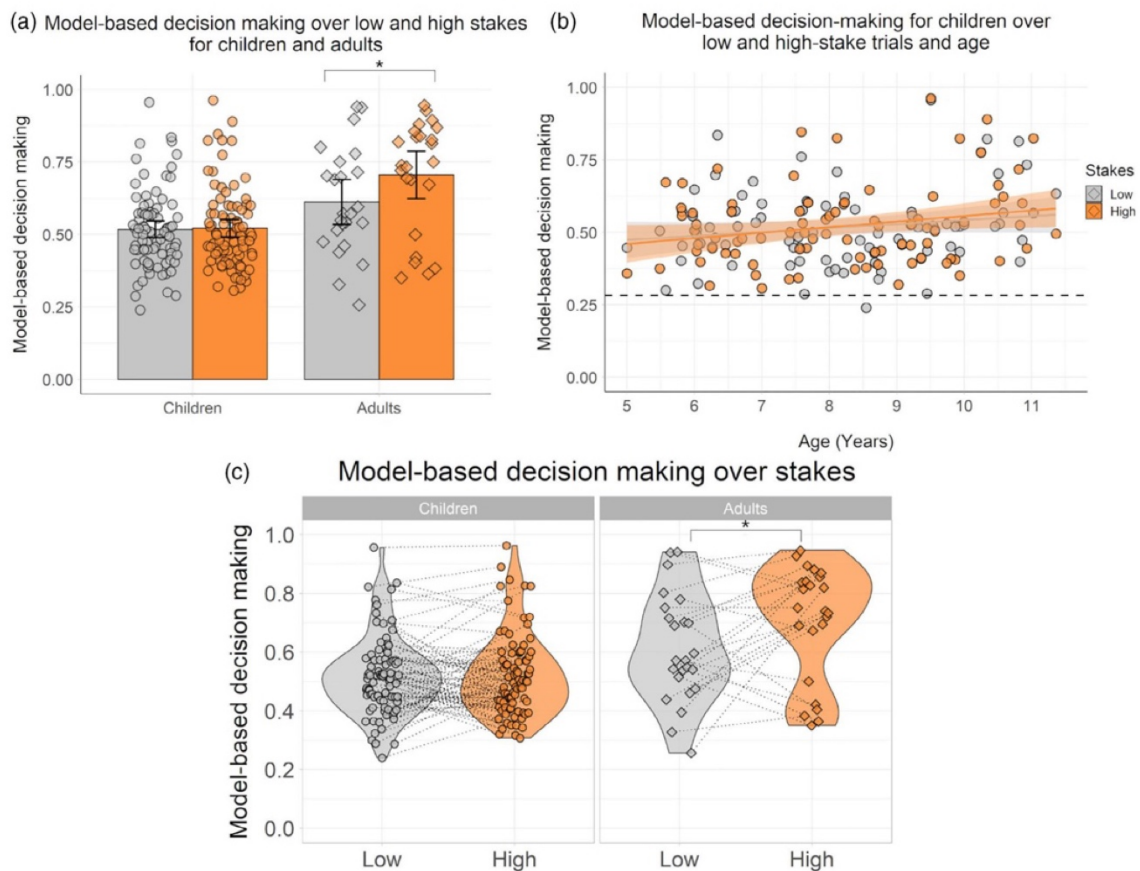 (a) Model-based decision making over low and high stakes
for children and adults
*
Model-based decision making
1.00
0.75
0.50
0.25
0.00
Children
Adults
(b) Model-based decision-making for children over
low and high-stake trials and age
Model-based decision making
1.00
0.75
0.50
0.25
0.00
5 6 7 8 9 10 11
Age (Years)
Stakes
Low
High
(c) Model-based decision making over stakes
Children
Adults
*
Model-based decision making
1.0
0.8
0.6
0.4
0.2
0.0
Low High Low High